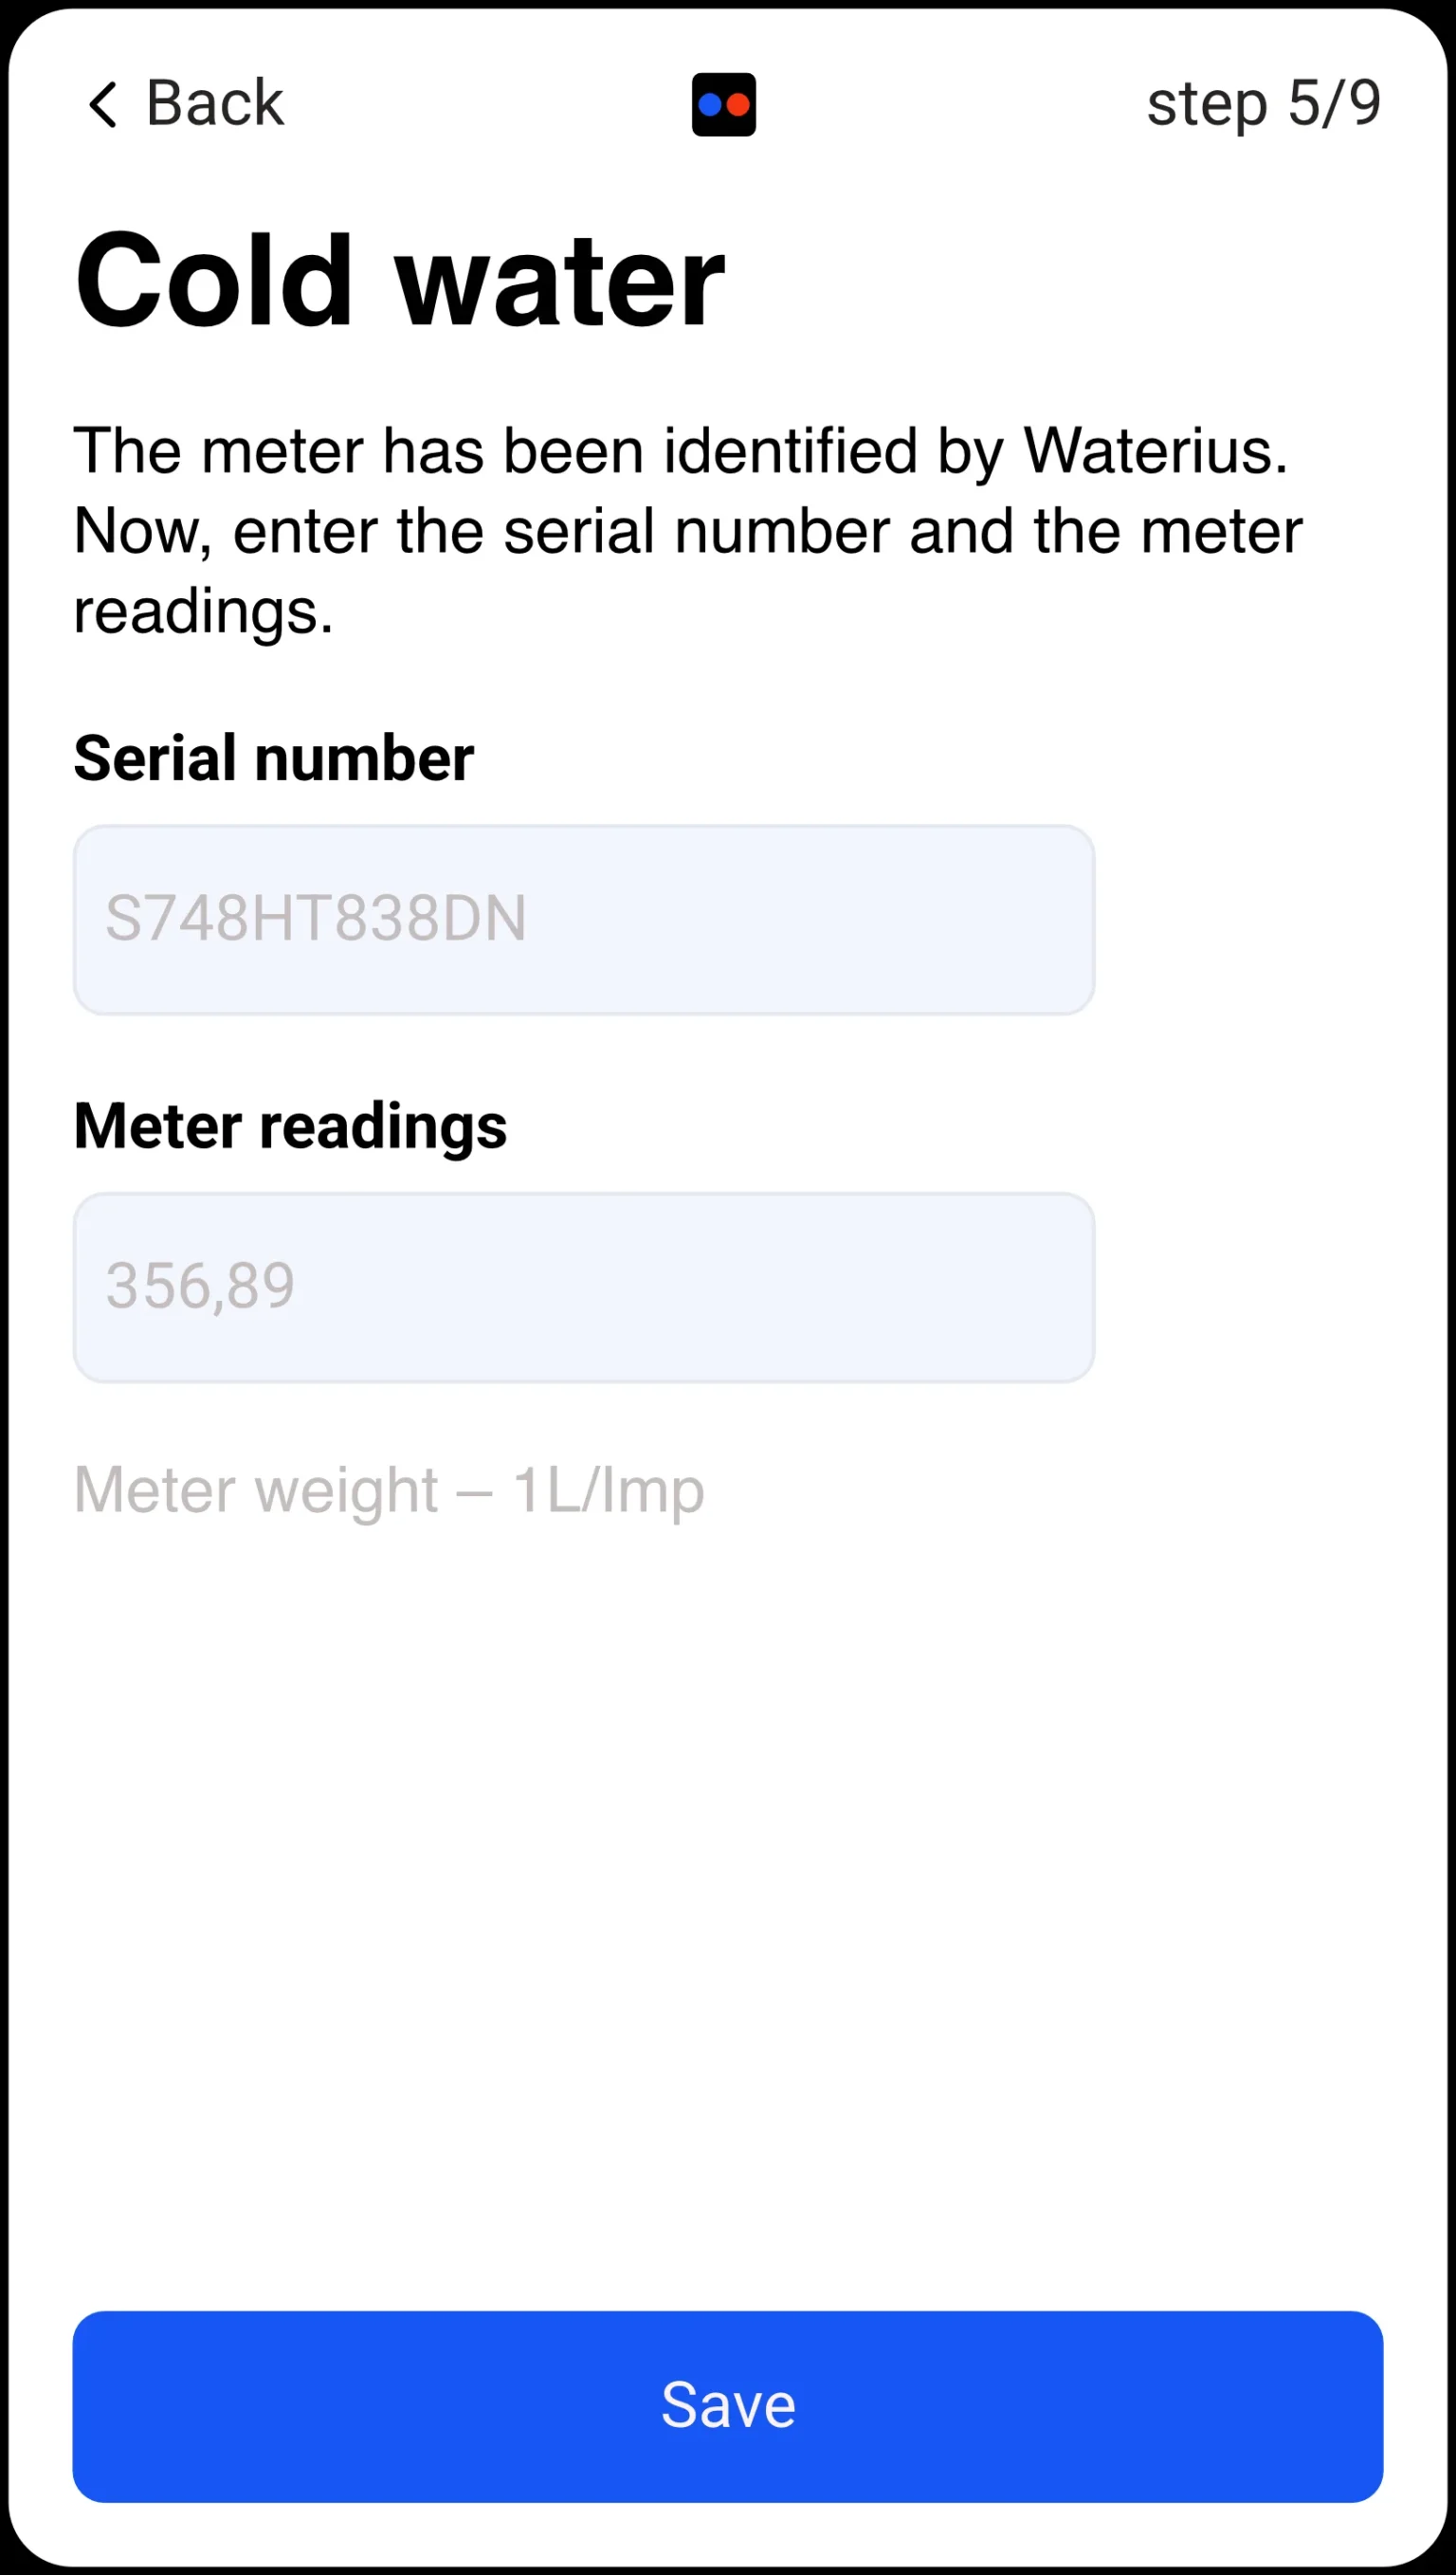 Back
step 5/9
Cold water
The meter has been identified by Waterius.
Now, enter the serial number and the meter
readings.
Serial number
S748HT838DN
Meter readings
356,89
Meter weight – 1L/Imp
Save